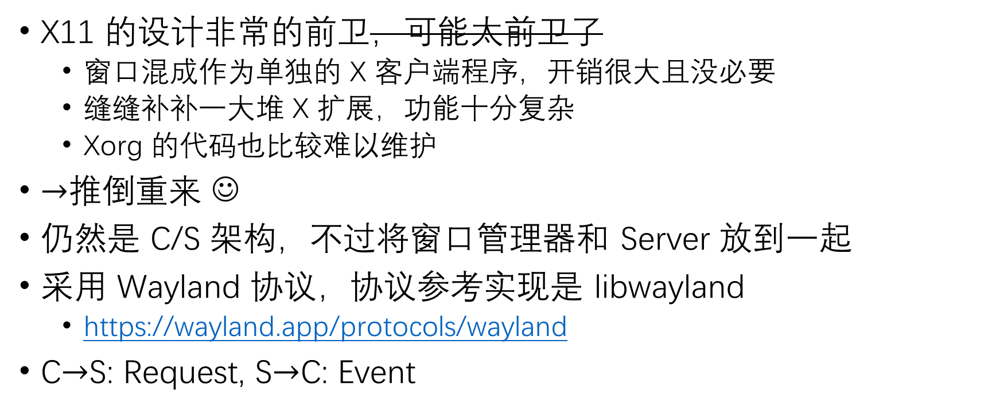 • X11 的设计非常的前卫，可能太前卫了
• 窗口混成作为单独的 X 客户端程序，开销很大且没必要
• 缝缝补补一大堆 X 扩展，功能十分复杂
• Xorg 的代码也比较难以维护
• →推倒重来 ☺
• 仍然是 C/S 架构，不过将窗口管理器和 Server 放到一起
• 采用 Wayland 协议，协议参考实现是 libwayland
• https://wayland.app/protocols/wayland
• C→S: Request, S→C: Event